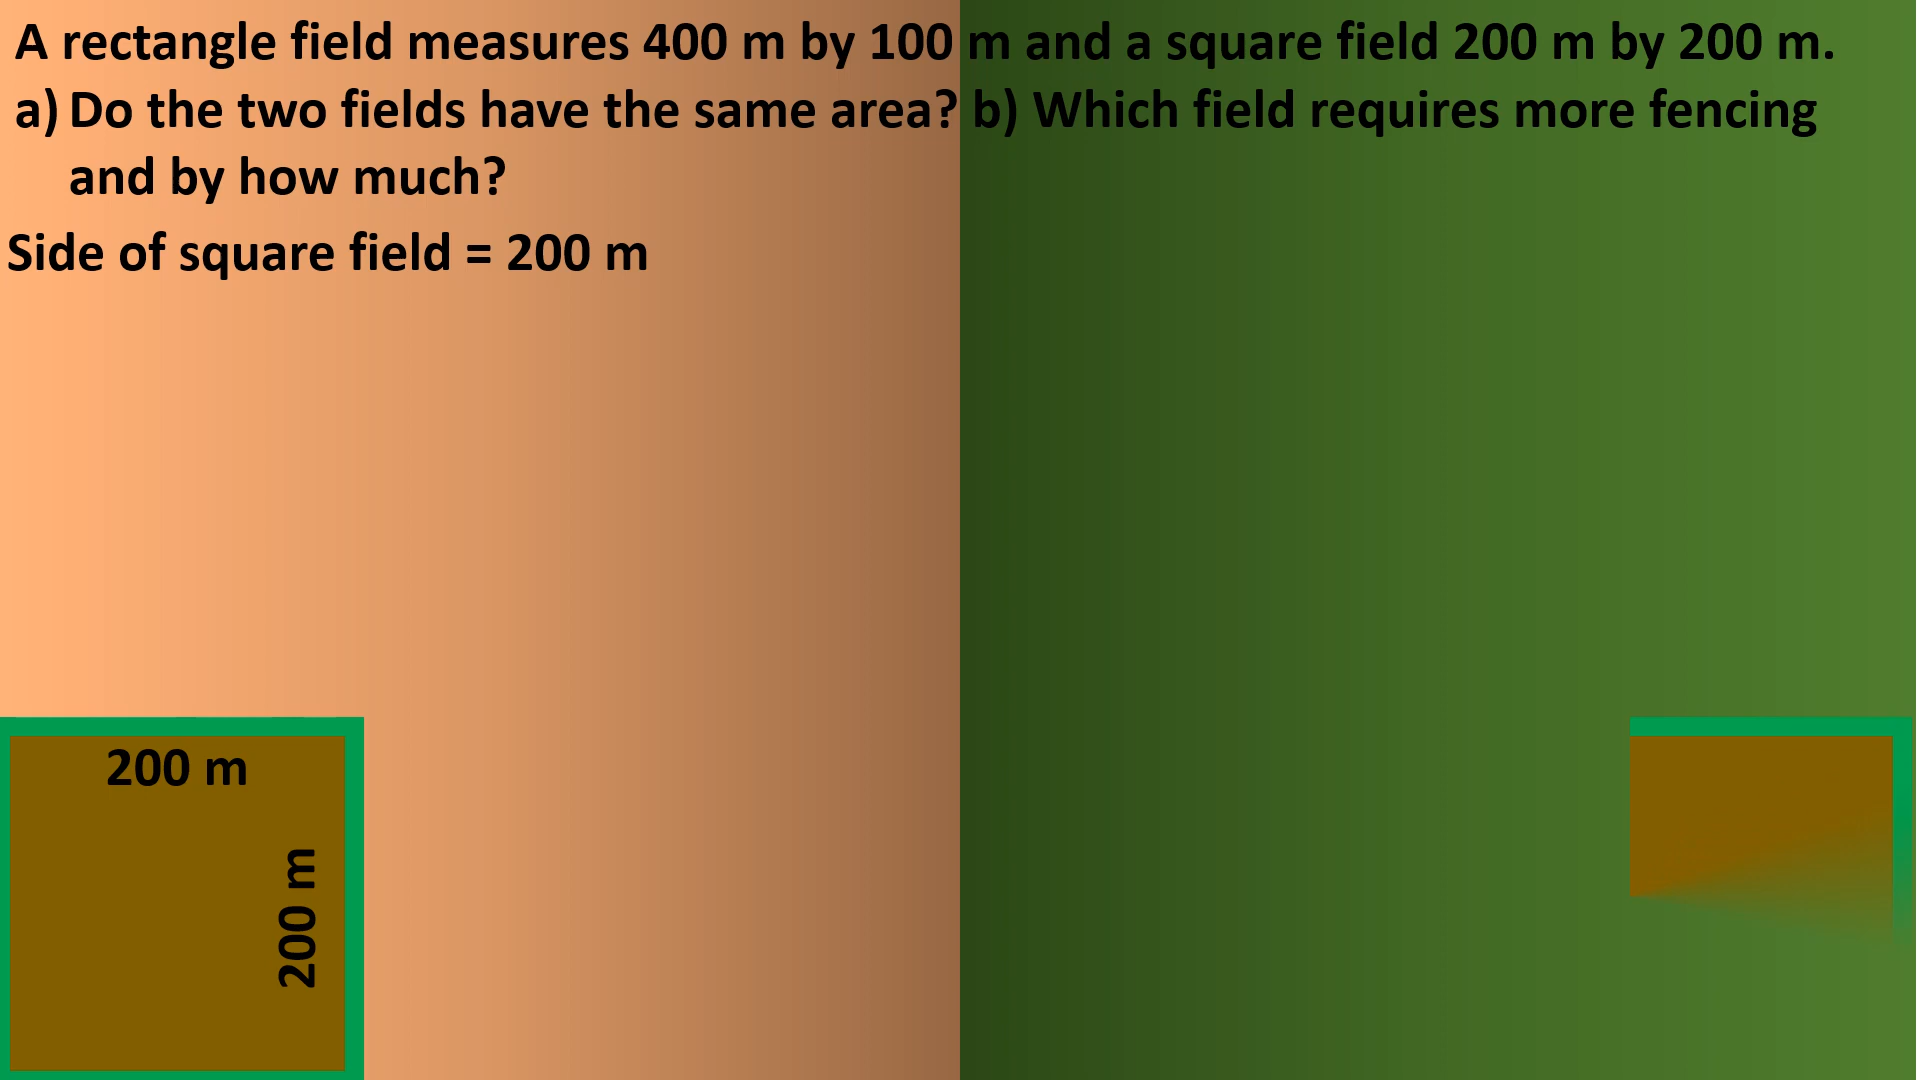 A rectangle field measures 400 m by 100 m and a square field 200 m by 200 m.
a) Do the two fields have the same area? b) Which field requires more fencing
and by how much?
Side of square field = 200 m
200 m
200 m